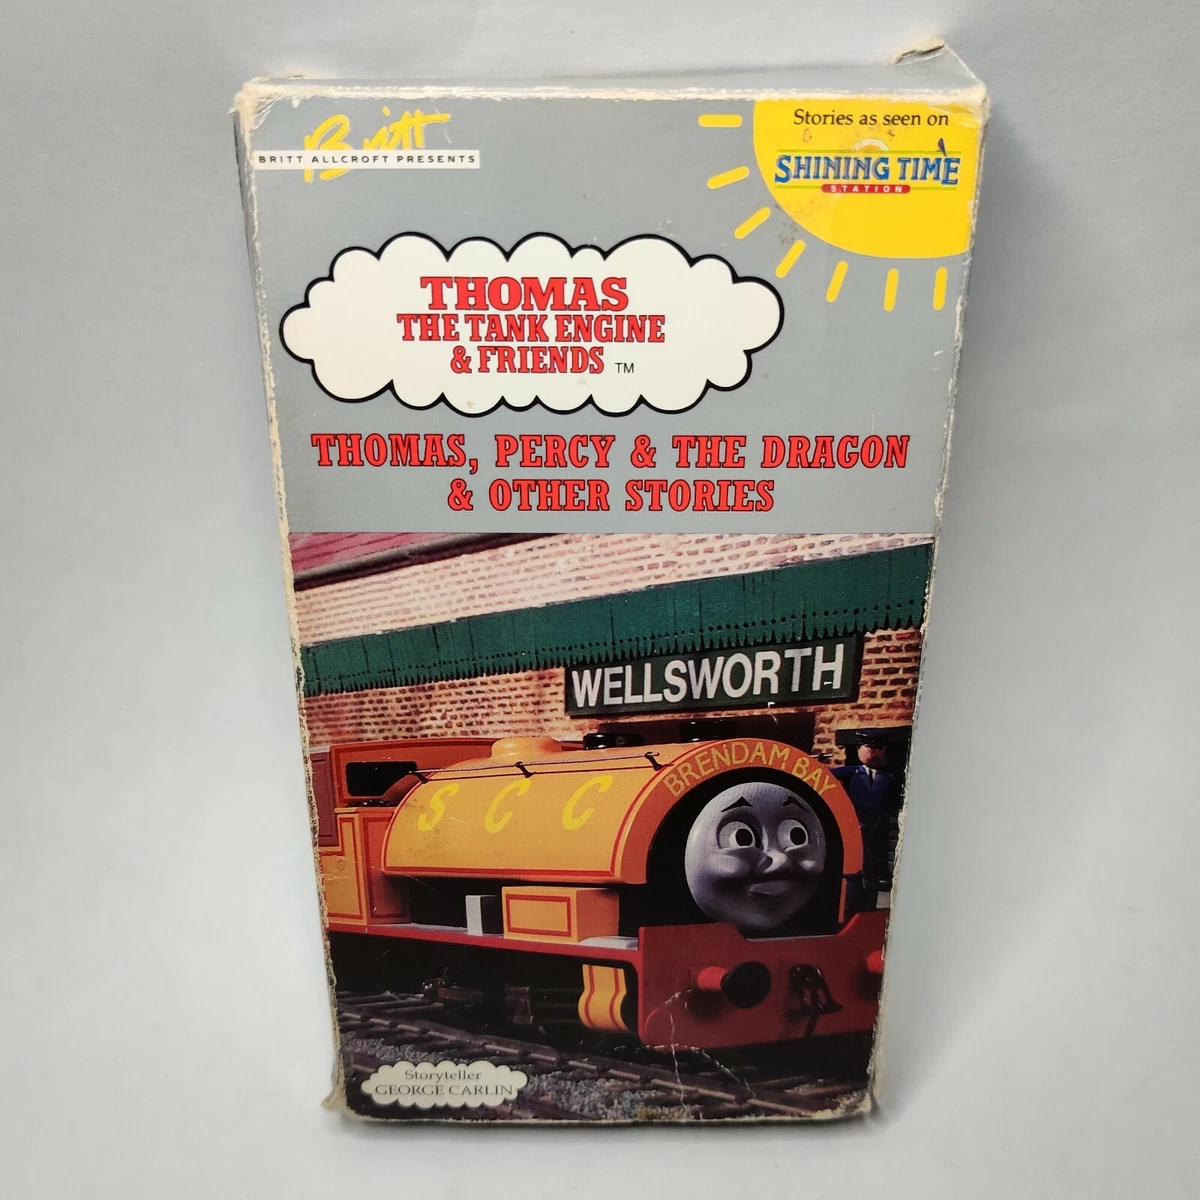 Britt
BRITT ALLCROFT PRESENTS
Stories as seen on
SHINING TIME
STATION
THOMAS
THE TANK ENGINE
& FRIENDS TM
THOMAS, PERCY & THE DRAGON
& OTHER STORIES
WELLSWORTH
BRENDAM BAY
S C C
Storyteller
GEORGE CARLIN